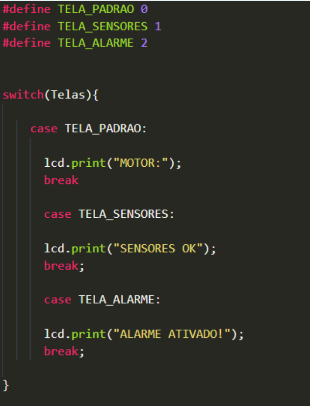 #define TELA_PADRAO 0
#define TELA_SENSORES 1
#define TELA_ALARME 2
switch(Telas){
case TELA_PADRAO:
lcd.print("MOTOR:");
break
case TELA_SENSORES:
lcd.print("SENSORES OK");
break;
case TELA_ALARME:
lcd.print("ALARME ATIVADO!");
break;
}